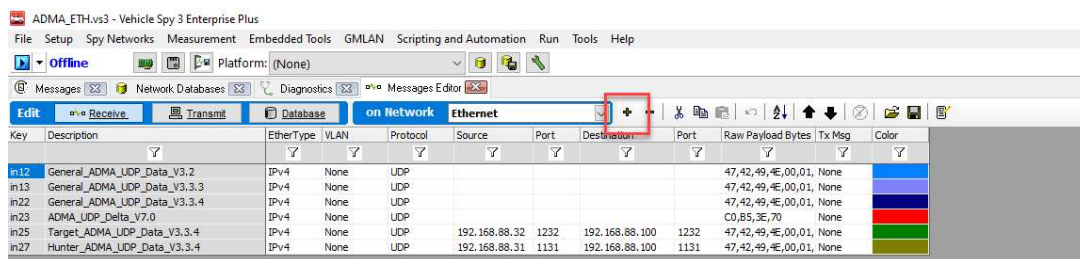 ADMA_ETH.vs3 - Vehicle Spy 3 Enterprise Plus
File Setup Spy Networks Measurement Embedded Tools GMLAN Scripting and Automation Run Tools Help
Offline Platform: (None)
Messages Network Databases Diagnostics Messages Editor
Edit Receive Transmit Database on Network Ethernet
Key Description EtherType VLAN Protocol Source Port Destination Port Raw Payload Bytes Tx Msg Color
in12 General_ADMA_UDP_Data_V3.2 IPv4 None UDP 47,42,49,4E,00,01, None
in13 General_ADMA_UDP_Data_V3.3.3 IPv4 None UDP 47,42,49,4E,00,01, None
in22 General_ADMA_UDP_Data_V3.3.4 IPv4 None UDP 47,42,49,4E,00,01, None
in23 ADMA_UDP_Delta_V7.0 IPv4 None UDP C0,B5,3E,70 None
in25 Target_ADMA_UDP_Data_V3.3.4 IPv4 None UDP 192.168.88.32 1232 192.168.88.100 1232 47,42,49,4E,00,01, None
in27 Hunter_ADMA_UDP_Data_V3.3.4 IPv4 None UDP 192.168.88.31 1131 192.168.88.100 1131 47,42,49,4E,00,01, None